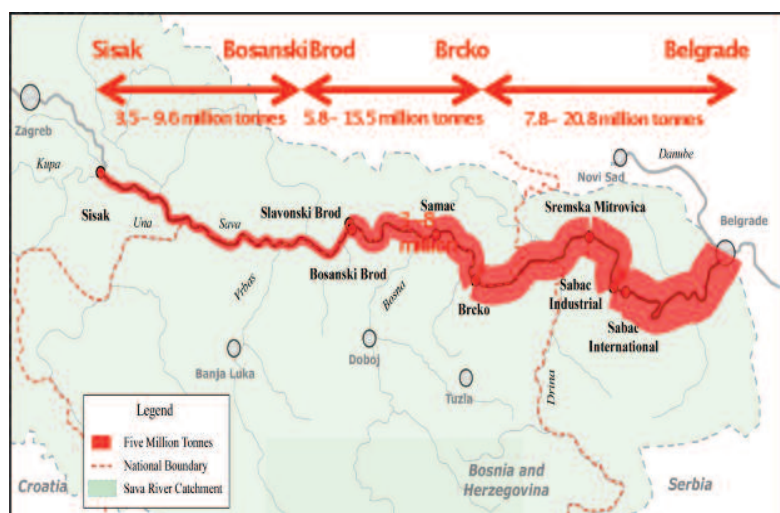 Sisak Bosanski Brod Brcko Belgrade
3.5 – 9.6 million tonnes 5.8 – 15.5 million tonnes 7.8 – 20.8 million tonnes
Zagreb
Kupa
Sisak
Una
Sava
Slavonski Brod
Samac
Bosanski Brod
Vrbas
Bosna
Brcko
Novi Sad
Danube
Belgrade
Sremska Mitrovica
Sabac
Industrial
Sabac
International
Banja Luka
Doboj
Tuzla
Drina
Legend
Five Million Tonnes
National Boundary
Sava River Catchment
Croatia
Bosnia and
Herzegovina
Serbia